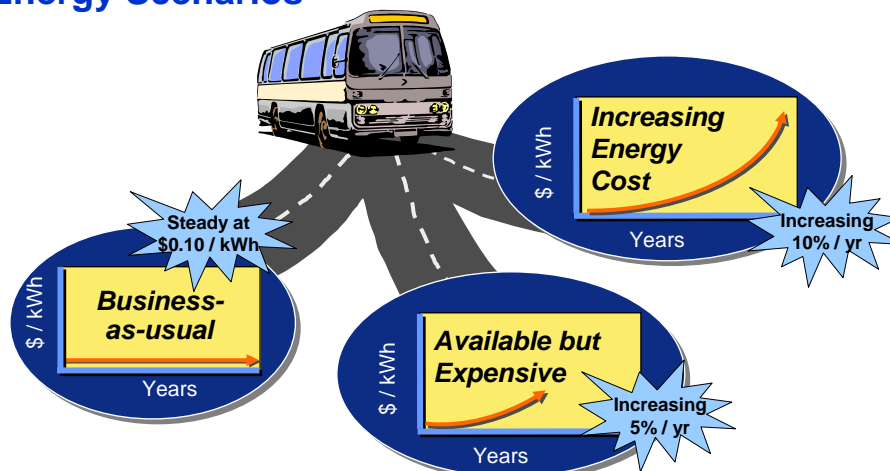 Energy Scenarios
Increasing
Energy
Cost
$ / kWh
Years
Increasing
10% / yr
Steady at
$0.10 / kWh
Business-
as-usual
$ / kWh
Years
Available but
Expensive
$ / kWh
Years
Increasing
5% / yr